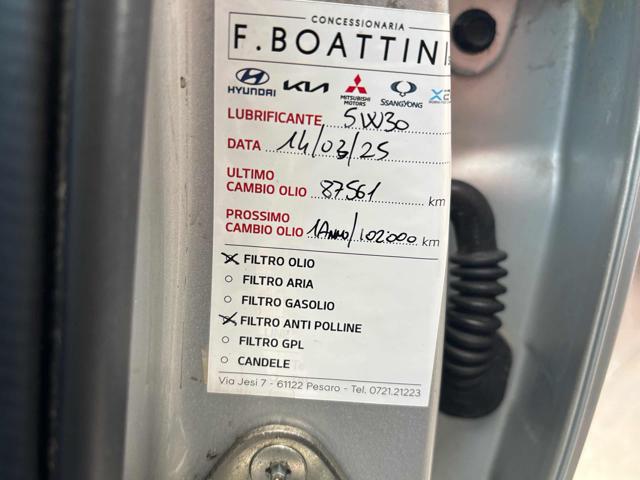 CONCESSIONARIA
F. BOATTINI
HYUNDAI KIA MITSUBISHI MOTORS SSANGYONG
LUBRIFICANTE 5W30
DATA 14/03/25
ULTIMO
CAMBIO OLIO 87561 km
PROSSIMO
CAMBIO OLIO 1 ANNO/102000 km
FILTRO OLIO
FILTRO ARIA
FILTRO GASOLIO
FILTRO ANTI POLLINE
FILTRO GPL
CANDELE
Via Jesi 7 - 61122 Pesaro - Tel. 0721.21223